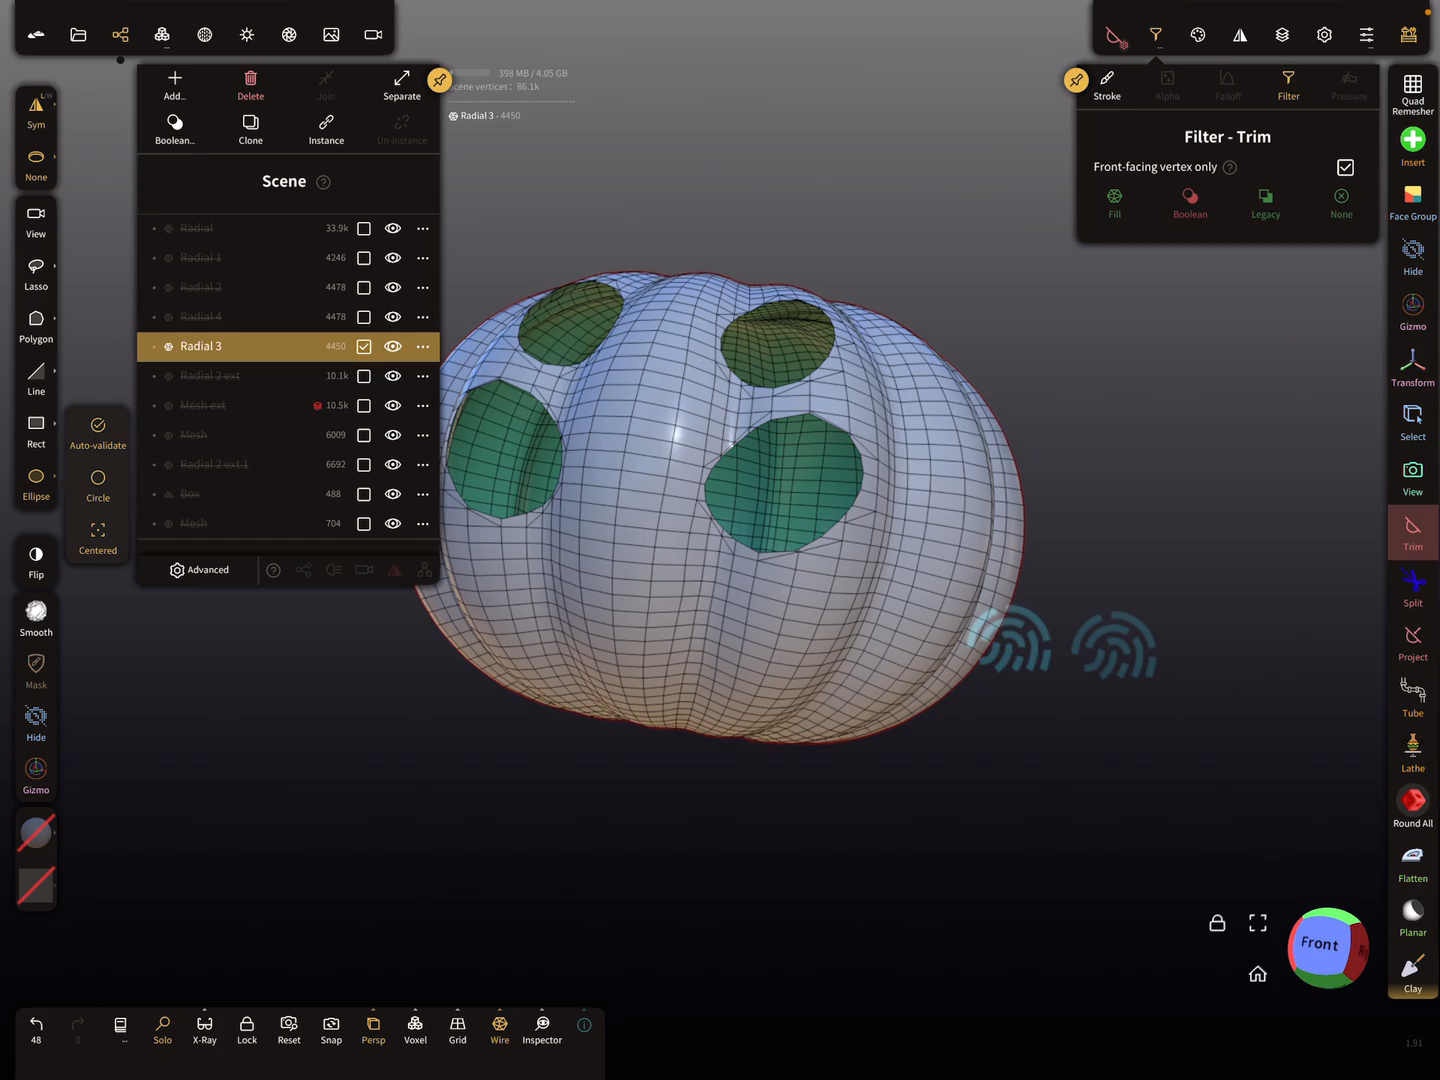 398 MB / 4.05 GB
Scene vertices: 86.1k
Radial 3 - 4450
Add...
Delete
Join
Separate
Boolean...
Clone
Instance
Un-instance
Scene
Radial 33.9k
Radial 1 4246
Radial 2 4478
Radial 4 4478
Radial 3 4450
Radial 2 ext 10.1k
Mesh ext 10.5k
Mesh 6009
Radial 2 ext 1 6692
Box 488
Mesh 704
Advanced
L/W
Sym
None
View
Lasso
Polygon
Line
Rect
Ellipse
Auto-validate
Circle
Centered
Flip
Smooth
Mask
Hide
Gizmo
Stroke
Alpha
Falloff
Filter
Pressure
Filter - Trim
Front-facing vertex only
Fill
Boolean
Legacy
None
Quad
Remesher
Insert
Face Group
Hide
Gizmo
Transform
Select
View
Trim
Split
Project
Tube
Lathe
Round All
Flatten
Planar
Clay
Front
48
0
...
Solo
X-Ray
Lock
Reset
Snap
Persp
Voxel
Grid
Wire
Inspector
1.91